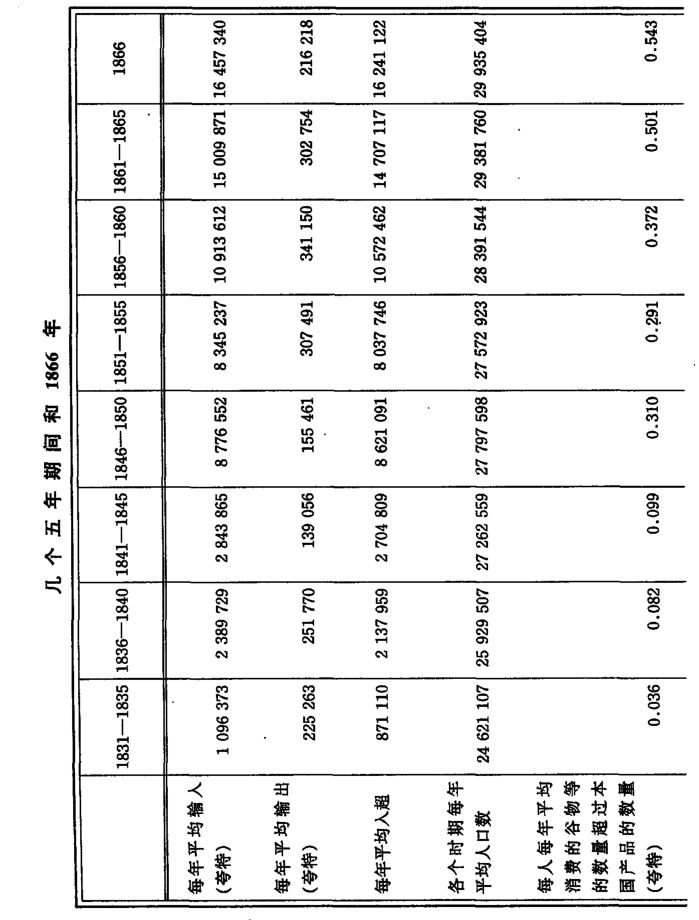 几个五年期间和 1866 年
1831—1835 1836—1840 1841—1845 1846—1850 1851—1855 1856—1860 1861—1865 1866
每年平均输入 1 096 373 2 389 729 2 843 865 8 776 552 8 345 237 10 913 612 15 009 871 16 457 340
(夸特)
每年平均输出 225 263 251 770 139 056 155 461 307 491 341 150 302 754 216 218
(夸特)
每年平均入超 871 110 2 137 959 2 704 809 8 621 091 8 037 746 10 572 462 14 707 117 16 241 122
各个时期每年
平均人口数 24 621 107 25 929 507 27 262 559 27 797 598 27 572 923 28 391 544 29 381 760 29 935 404
每人每年平均
消费的谷物等
的数量超过本
国产品的数量 0.036 0.082 0.099 0.310 0.291 0.372 0.501 0.543
(夸特)